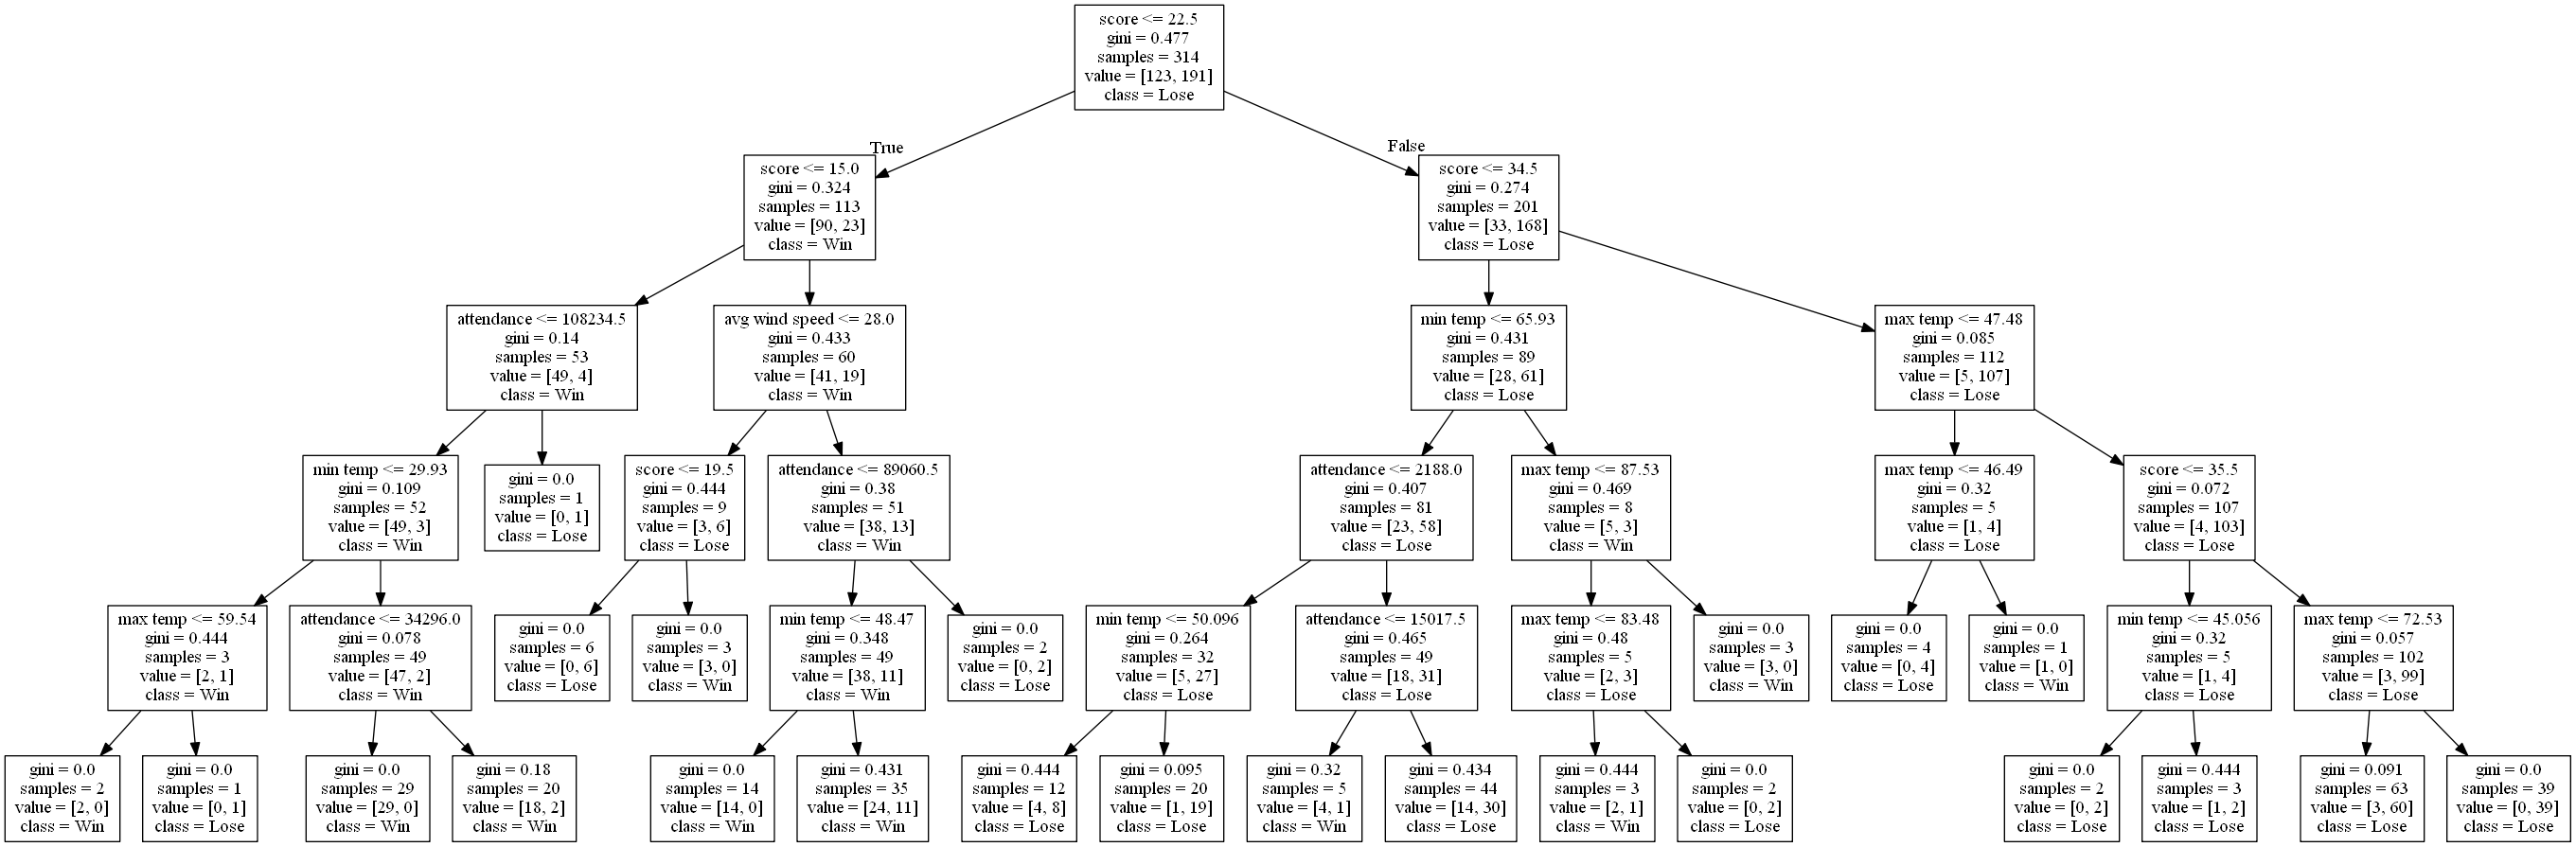 score <= 22.5
gini = 0.477
samples = 314
value = [123, 191]
class = Lose
True
False
score <= 15.0
gini = 0.324
samples = 113
value = [90, 23]
class = Win
score <= 34.5
gini = 0.274
samples = 201
value = [33, 168]
class = Lose
attendance <= 108234.5
gini = 0.14
samples = 53
value = [49, 4]
class = Win
avg wind speed <= 28.0
gini = 0.433
samples = 60
value = [41, 19]
class = Win
min temp <= 65.93
gini = 0.431
samples = 89
value = [28, 61]
class = Lose
max temp <= 47.48
gini = 0.085
samples = 112
value = [5, 107]
class = Lose
min temp <= 29.93
gini = 0.109
samples = 52
value = [49, 3]
class = Win
gini = 0.0
samples = 1
value = [0, 1]
class = Lose
score <= 19.5
gini = 0.444
samples = 9
value = [3, 6]
class = Lose
attendance <= 89060.5
gini = 0.38
samples = 51
value = [38, 13]
class = Win
attendance <= 2188.0
gini = 0.407
samples = 81
value = [23, 58]
class = Lose
max temp <= 87.53
gini = 0.469
samples = 8
value = [5, 3]
class = Win
max temp <= 46.49
gini = 0.32
samples = 5
value = [1, 4]
class = Lose
score <= 35.5
gini = 0.072
samples = 107
value = [4, 103]
class = Lose
max temp <= 59.54
gini = 0.444
samples = 3
value = [2, 1]
class = Win
attendance <= 34296.0
gini = 0.078
samples = 49
value = [47, 2]
class = Win
gini = 0.0
samples = 6
value = [0, 6]
class = Lose
gini = 0.0
samples = 3
value = [3, 0]
class = Win
min temp <= 48.47
gini = 0.348
samples = 49
value = [38, 11]
class = Win
gini = 0.0
samples = 2
value = [0, 2]
class = Lose
min temp <= 50.096
gini = 0.264
samples = 32
value = [5, 27]
class = Lose
attendance <= 15017.5
gini = 0.465
samples = 49
value = [18, 31]
class = Lose
max temp <= 83.48
gini = 0.48
samples = 5
value = [2, 3]
class = Lose
gini = 0.0
samples = 3
value = [3, 0]
class = Win
gini = 0.0
samples = 4
value = [0, 4]
class = Lose
gini = 0.0
samples = 1
value = [1, 0]
class = Win
min temp <= 45.056
gini = 0.32
samples = 5
value = [1, 4]
class = Lose
max temp <= 72.53
gini = 0.057
samples = 102
value = [3, 99]
class = Lose
gini = 0.0
samples = 2
value = [2, 0]
class = Win
gini = 0.0
samples = 1
value = [0, 1]
class = Lose
gini = 0.0
samples = 29
value = [29, 0]
class = Win
gini = 0.18
samples = 20
value = [18, 2]
class = Win
gini = 0.0
samples = 14
value = [14, 0]
class = Win
gini = 0.431
samples = 35
value = [24, 11]
class = Win
gini = 0.444
samples = 12
value = [4, 8]
class = Lose
gini = 0.095
samples = 20
value = [1, 19]
class = Lose
gini = 0.32
samples = 5
value = [4, 1]
class = Win
gini = 0.434
samples = 44
value = [14, 30]
class = Lose
gini = 0.444
samples = 3
value = [2, 1]
class = Win
gini = 0.0
samples = 2
value = [0, 2]
class = Lose
gini = 0.0
samples = 2
value = [0, 2]
class = Lose
gini = 0.444
samples = 3
value = [1, 2]
class = Lose
gini = 0.091
samples = 63
value = [3, 60]
class = Lose
gini = 0.0
samples = 39
value = [0, 39]
class = Lose